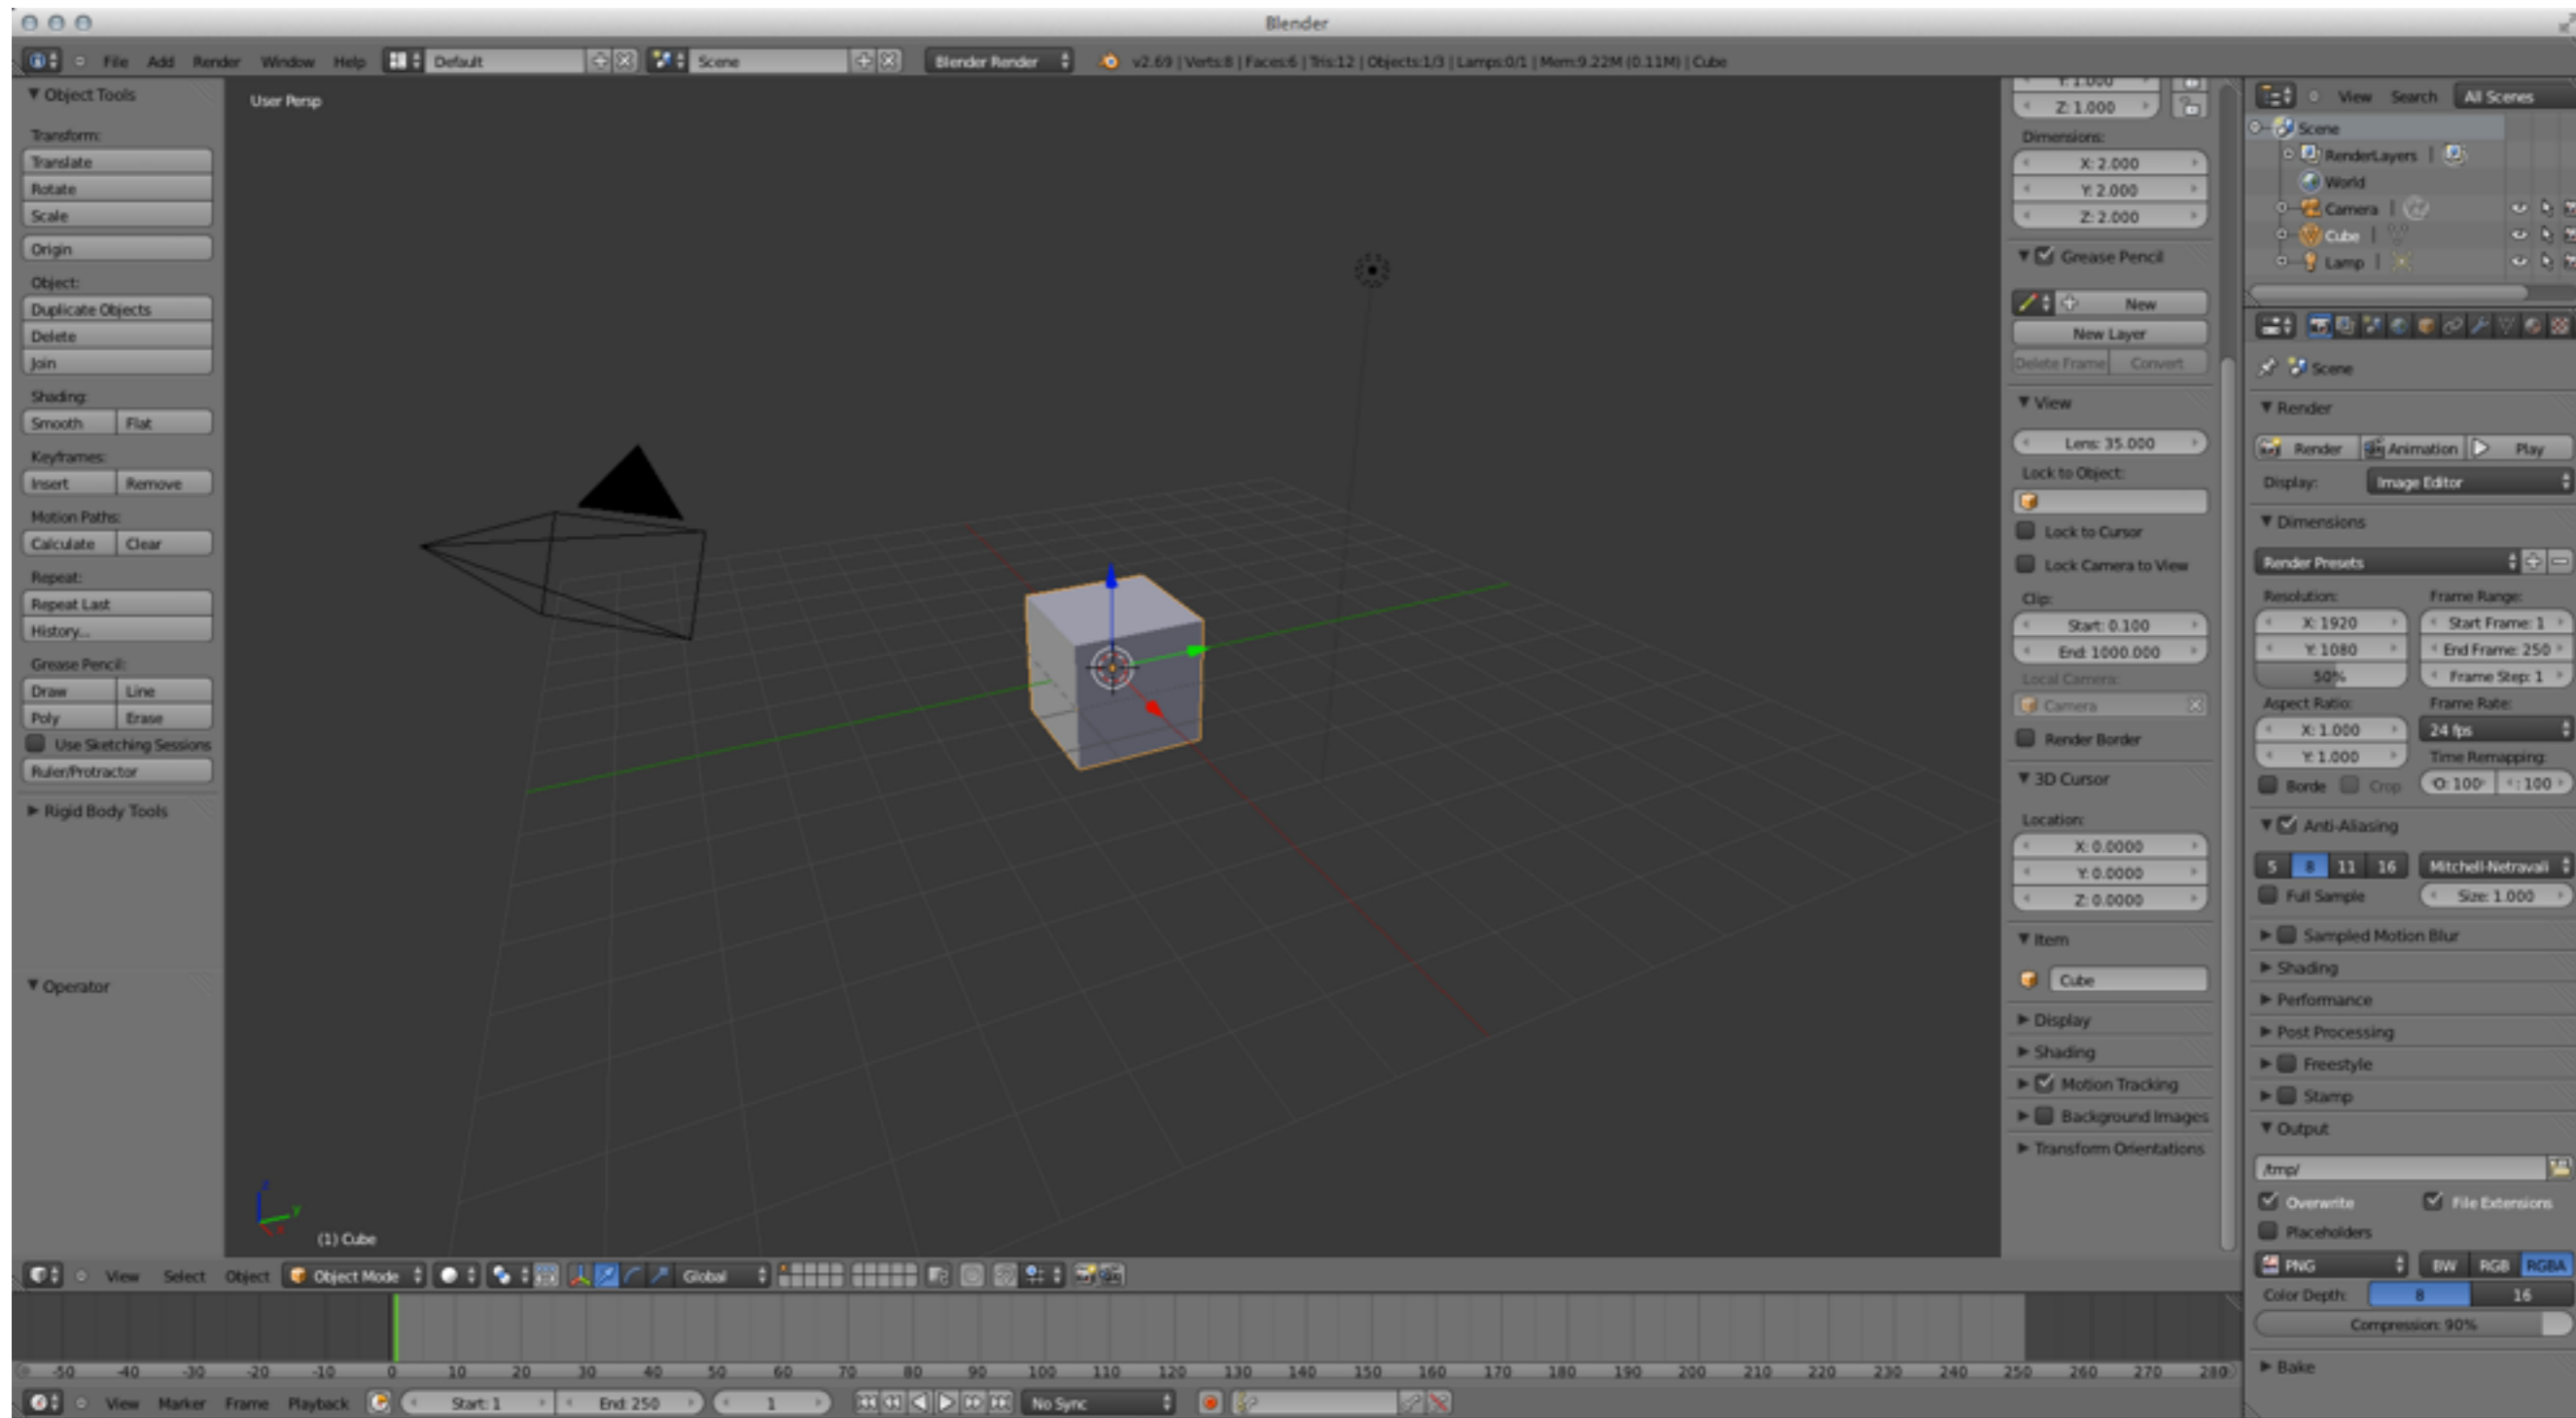 Blender
File Add Render Window Help Default Scene Blender Render v2.69 | Verts:8 | Faces:6 | Tris:12 | Objects:1/3 | Lamps:0/1 | Mem:9.22M (0.11M) | Cube
Object Tools
Transform:
Translate
Rotate
Scale
Origin
Object:
Duplicate Objects
Delete
Join
Shading:
Smooth Flat
Keyframes:
Insert Remove
Motion Paths:
Calculate Clear
Repeat:
Repeat Last
History...
Grease Pencil:
Draw Line
Poly Erase
Use Sketching Sessions
Ruler/Protractor
Rigid Body Tools
Operator
User Persp
z
y
x
(1) Cube
Y: 1.000
Z: 1.000
Dimensions:
X: 2.000
Y: 2.000
Z: 2.000
Grease Pencil
New
New Layer
Delete Frame Convert
View
Lens: 35.000
Lock to Object:
Lock to Cursor
Lock Camera to View
Clip:
Start: 0.100
End: 1000.000
Local Camera:
Camera
Render Border
3D Cursor
Location:
X: 0.0000
Y: 0.0000
Z: 0.0000
Item
Cube
Display
Shading
Motion Tracking
Background Images
Transform Orientations
View Search All Scenes
Scene
RenderLayers |
World
Camera |
Cube |
Lamp |
Scene
Render
Render Animation Play
Display: Image Editor
Dimensions
Render Presets
Resolution: Frame Range:
X: 1920 Start Frame: 1
Y: 1080 End Frame: 250
50% Frame Step: 1
Aspect Ratio: Frame Rate:
X: 1.000 24 fps
Y: 1.000 Time Remapping:
Borde Crop O: 100 : 100
Anti-Aliasing
5 8 11 16 Mitchell-Netravali
Full Sample Size: 1.000
Sampled Motion Blur
Shading
Performance
Post Processing
Freestyle
Stamp
Output
/tmp/
Overwrite File Extensions
Placeholders
PNG BW RGB RGBA
Color Depth: 8 16
Compression: 90%
Bake
View Select Object Object Mode Global
-50 -40 -30 -20 -10 0 10 20 30 40 50 60 70 80 90 100 110 120 130 140 150 160 170 180 190 200 210 220 230 240 250 260 270 280
View Marker Frame Playback Start: 1 End: 250 1 No Sync